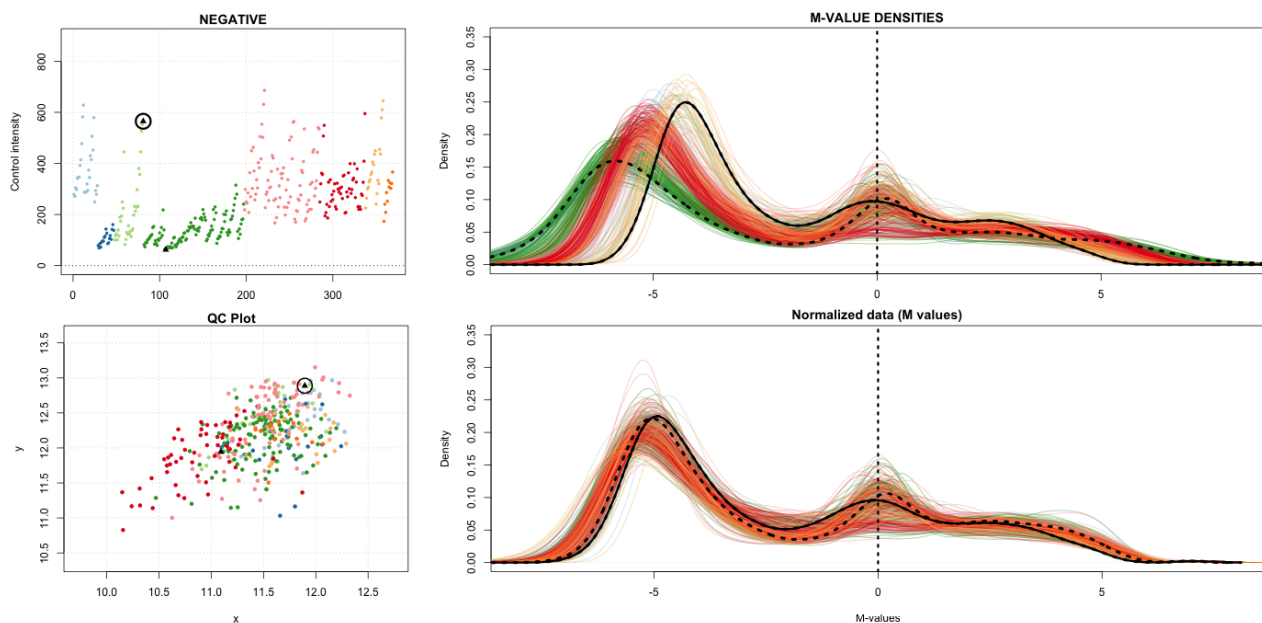 NEGATIVE
Control intensity
800
600
400
200
0
0 100 200 300
M-VALUE DENSITIES
Density
0.35
0.30
0.25
0.20
0.15
0.10
0.05
0.00
-5 0 5
QC Plot
y
13.5
13.0
12.5
12.0
11.5
11.0
10.5
10.0 10.5 11.0 11.5 12.0 12.5
x
Normalized data (M values)
Density
0.35
0.30
0.25
0.20
0.15
0.10
0.05
0.00
-5 0 5
M-values